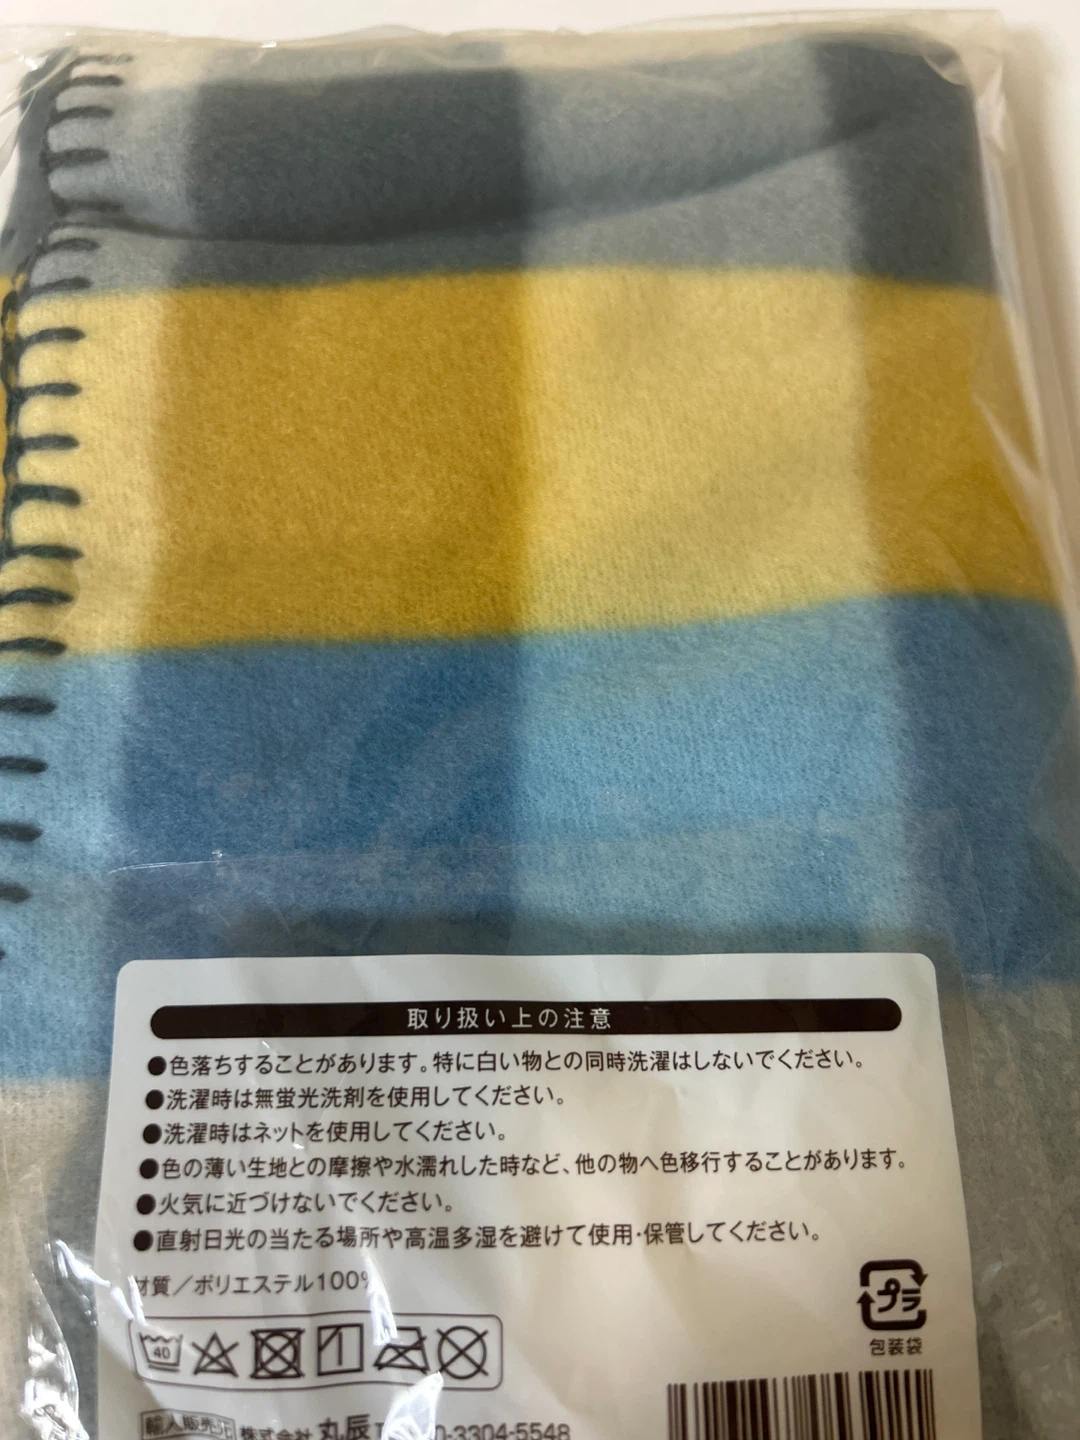 取り扱い上の注意
●色落ちすることがあります。特に白い物との同時洗濯はしないでください。
●洗濯時は無蛍光洗剤を使用してください。
●洗濯時はネットを使用してください。
●色の薄い生地との摩擦や水濡れした時など、他の物へ色移行することがあります。
●火気に近づけないでください。
●直射日光の当たる場所や高温多湿を避けて使用・保管してください。
材質／ポリエステル100%
40
プラ
包装袋
輸入販売元 株式会社 丸辰 0-3304-5548